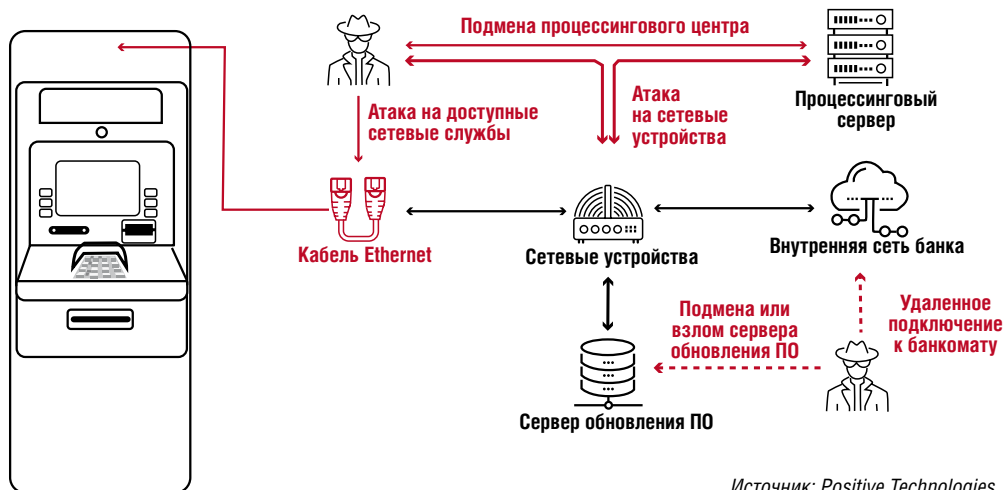 Подмена процессингового центра
Атака на доступные
сетевые службы
Атака
на сетевые
устройства
Процессинговый
сервер
Кабель Ethernet
Сетевые устройства
Внутренняя сеть банка
Подмена или
взлом сервера
обновления ПО
Удаленное
подключение
к банкомату
Сервер обновления ПО
Источник: Positive Technologies